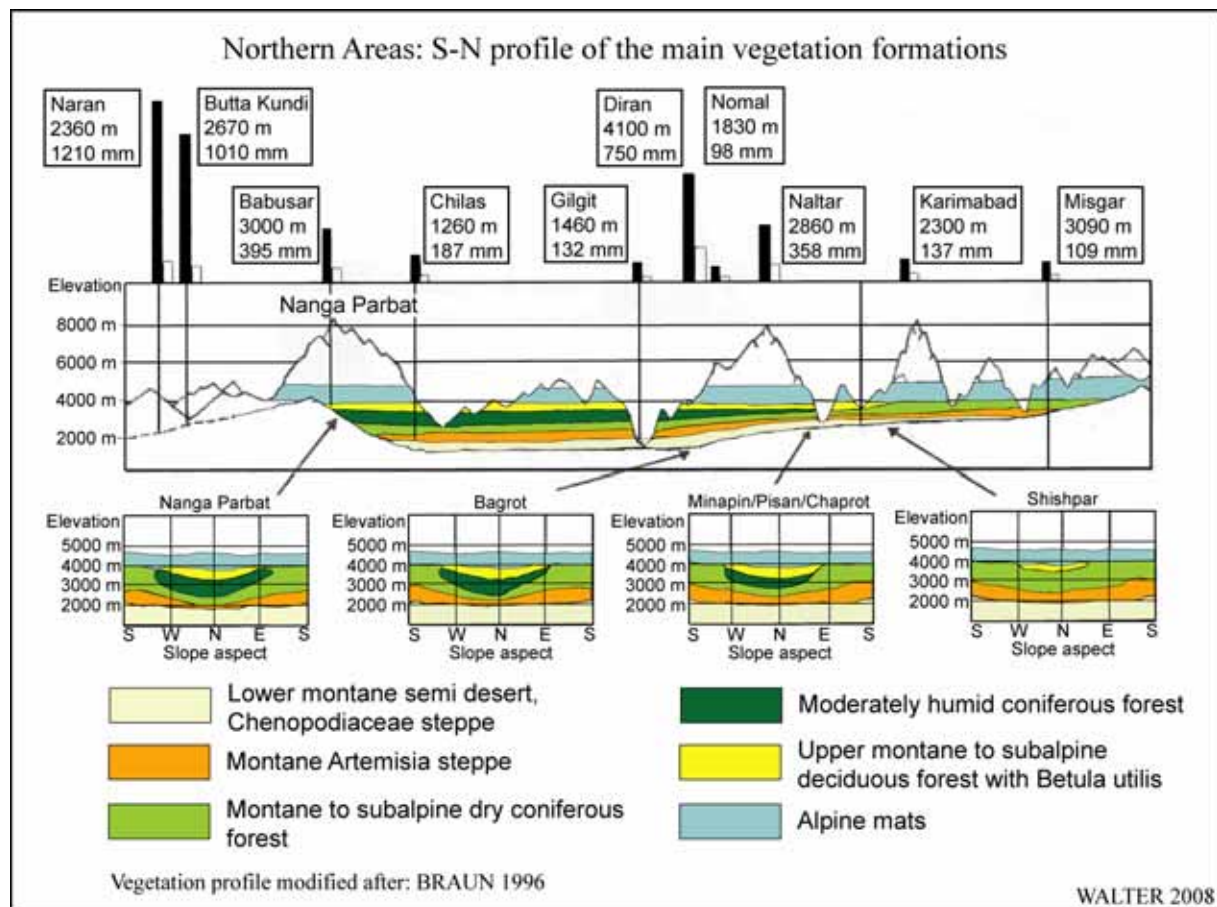 Northern Areas: S-N profile of the main vegetation formations
Naran
2360 m
1210 mm
Butta Kundi
2670 m
1010 mm
Diran
4100 m
750 mm
Nomal
1830 m
98 mm
Babusar
3000 m
395 mm
Chilas
1260 m
187 mm
Gilgit
1460 m
132 mm
Naltar
2860 m
358 mm
Karimabad
2300 m
137 mm
Misgar
3090 m
109 mm
Elevation
Nanga Parbat
8000 m
6000 m
4000 m
2000 m
Nanga Parbat
Elevation
5000 m
4000 m
3000 m
2000 m
S W N E S
Slope aspect
Bagrot
Elevation
5000 m
4000 m
3000 m
2000 m
S W N E S
Slope aspect
Minapin/Pisan/Chaprot
Elevation
5000 m
4000 m
3000 m
2000 m
S W N E S
Slope aspect
Shishpar
Elevation
5000 m
4000 m
3000 m
2000 m
S W N E S
Slope aspect
Lower montane semi desert,
Chenopodiaceae steppe
Montane Artemisia steppe
Montane to subalpine dry coniferous
forest
Moderately humid coniferous forest
Upper montane to subalpine
deciduous forest with Betula utilis
Alpine mats
Vegetation profile modified after: BRAUN 1996
WALTER 2008